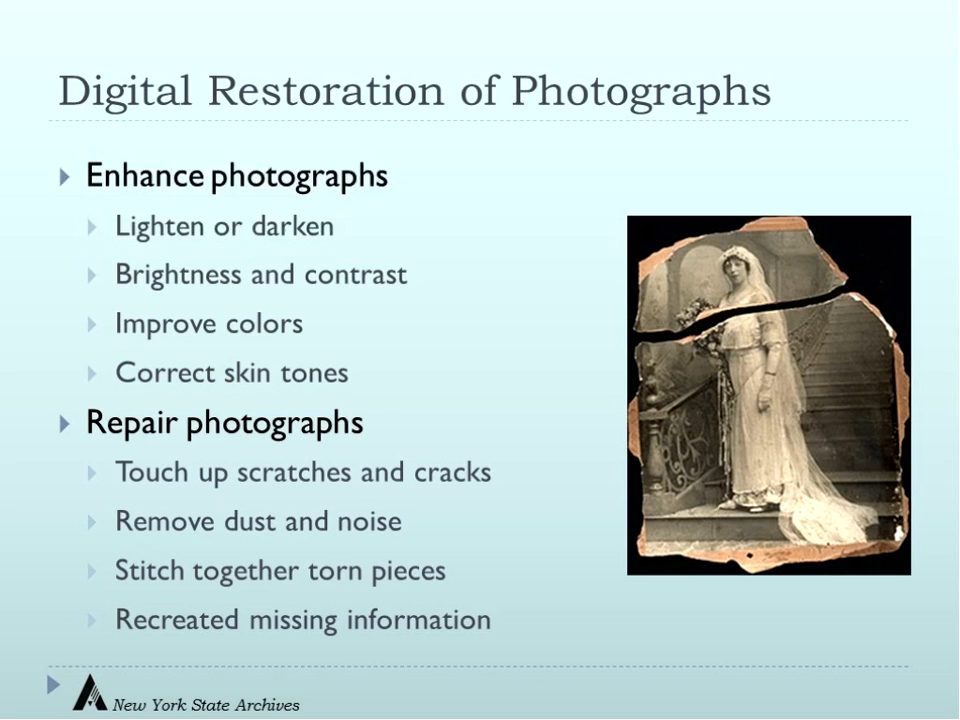 Digital Restoration of Photographs
Enhance photographs
Lighten or darken
Brightness and contrast
Improve colors
Correct skin tones
Repair photographs
Touch up scratches and cracks
Remove dust and noise
Stitch together torn pieces
Recreated missing information
New York State Archives